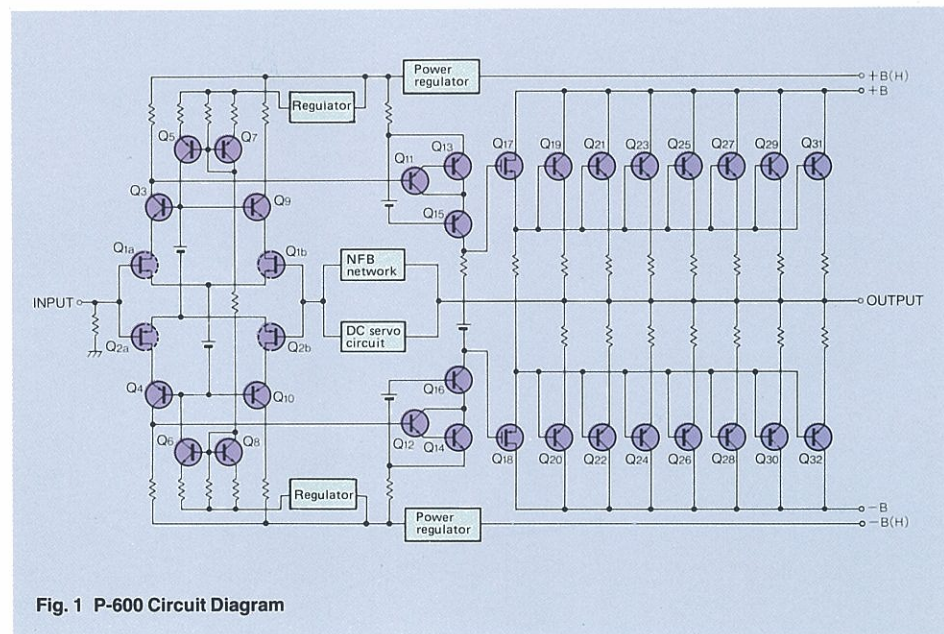 Power
regulator
+B(H)
+B
Regulator
Q5
Q7
Q11
Q13
Q17
Q19
Q21
Q23
Q25
Q27
Q29
Q31
Q3
Q9
Q15
Q1a
Q1b
NFB
network
INPUT
OUTPUT
DC servo
circuit
Q2a
Q2b
Q4
Q10
Q16
Q6
Q8
Q12
Q14
Q18
Q20
Q22
Q24
Q26
Q28
Q30
Q32
Regulator
Power
regulator
−B
−B(H)
Fig. 1 P-600 Circuit Diagram